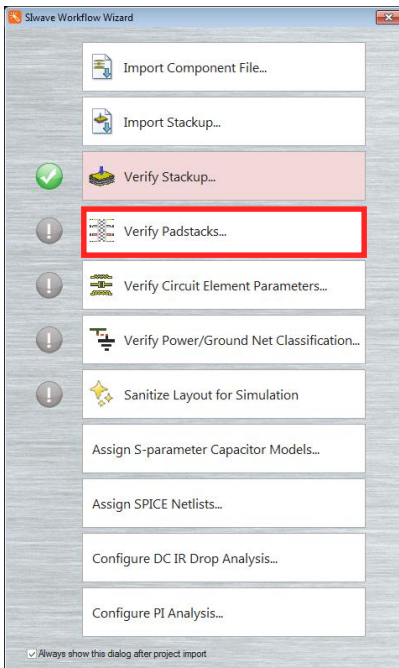 SIwave Workflow Wizard
Import Component File...
Import Stackup...
Verify Stackup...
Verify Padstacks...
Verify Circuit Element Parameters...
Verify Power/Ground Net Classification...
Sanitize Layout for Simulation
Assign S-parameter Capacitor Models...
Assign SPICE Netlists...
Configure DC IR Drop Analysis...
Configure PI Analysis...
Always show this dialog after project import